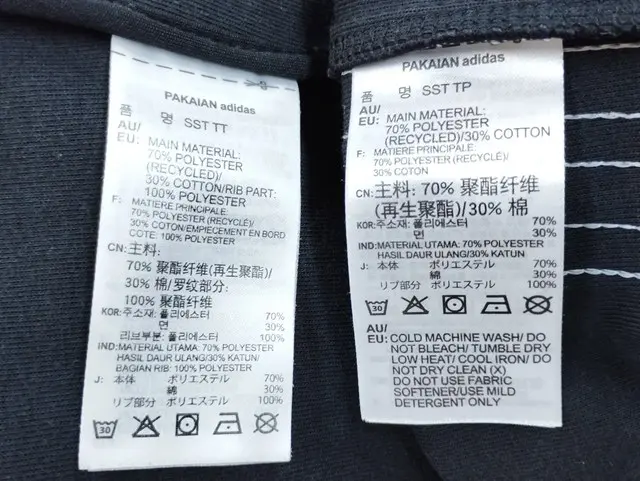 PAKAIAN adidas
품 명 SST TT
AU/
EU: MAIN MATERIAL:
70% POLYESTER
(RECYCLED)/
30% COTTON/RIB PART:
100% POLYESTER
F: MATIERE PRINCIPALE:
70% POLYESTER (RECYCLÉ)/
30% COTON/EMPIECEMENT EN BORD
COTE: 100% POLYESTER
CN: 主料:
70% 聚酯纤维(再生聚酯)/
30% 棉/罗纹部分:
100% 聚酯纤维
KOR: 주소재: 폴리에스터 70%
면 30%
리브부분: 폴리에스터 100%
IND: MATERIAL UTAMA: 70% POLYESTER
HASIL DAUR ULANG/30% KATUN/
BAGIAN RIB: 100% POLYESTER
J: 本体 ポリエステル 70%
綿 30%
リブ部分 ポリエステル 100%
30
PAKAIAN adidas
품 명 SST TP
AU/
EU: MAIN MATERIAL:
70% POLYESTER
(RECYCLED)/30% COTTON
F: MATIERE PRINCIPALE:
70% POLYESTER (RECYCLÉ)/
30% COTON
CN: 主料: 70% 聚酯纤维
(再生聚酯)/30% 棉
KOR: 주소재: 폴리에스터 70%
면 30%
IND: MATERIAL UTAMA: 70% POLYESTER
HASIL DAUR ULANG/30% KATUN
J: 本体 ポリエステル 70%
綿 30%
リブ部分 ポリエステル 100%
30
AU/
EU: COLD MACHINE WASH/ DO
NOT BLEACH/ TUMBLE DRY
LOW HEAT/ COOL IRON/ DO
NOT DRY CLEAN (X)
DO NOT USE FABRIC
SOFTENER/USE MILD
DETERGENT ONLY